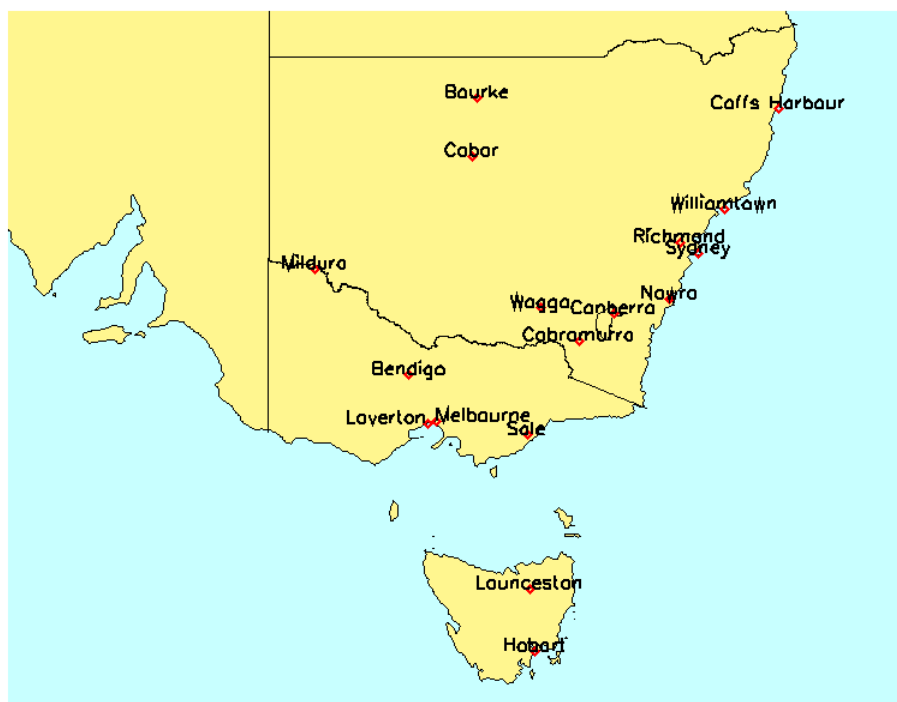 Bourke
Coffs Harbour
Cobar
Williamtown
Richmond
Sydney
Mildura
Nowra
Wagga
Canberra
Cabramurra
Bendigo
Laverton
Melbourne
Sale
Launceston
Hobart